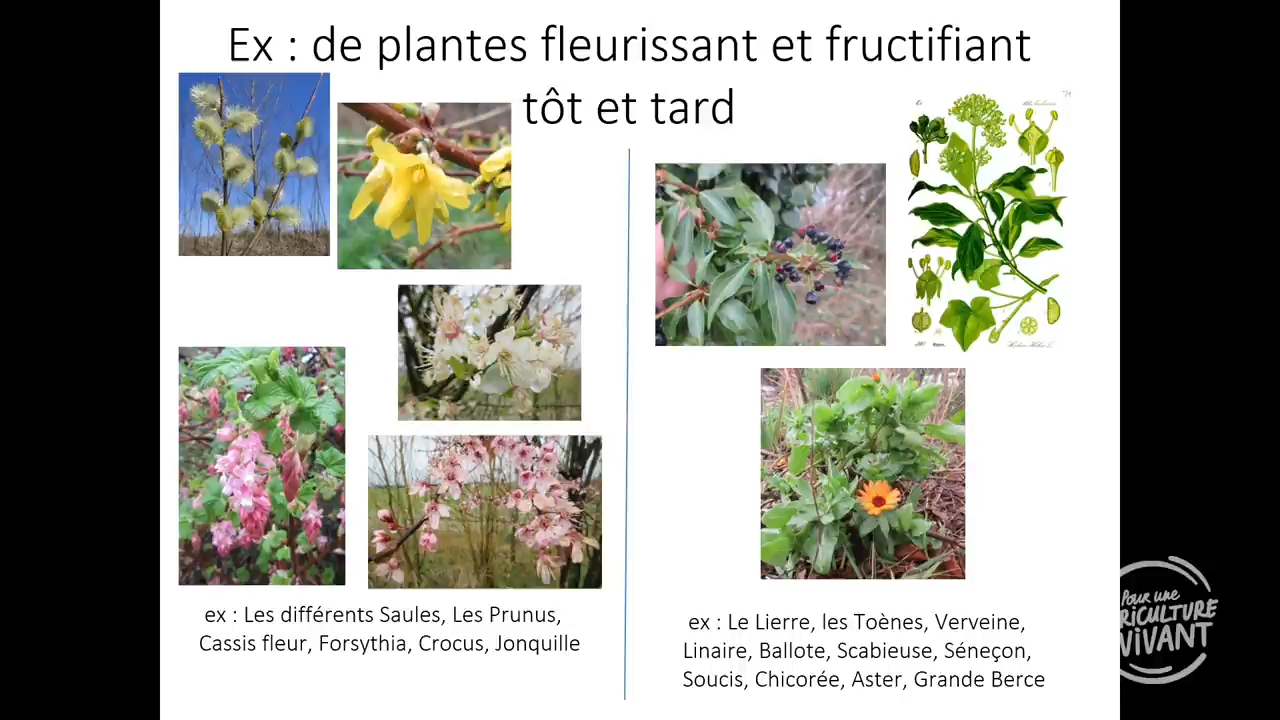 Ex : de plantes fleurissant et fructifiant
tôt et tard
ex : Les différents Saules, Les Prunus,
Cassis fleur, Forsythia, Crocus, Jonquille
ex : Le Lierre, les Toènes, Verveine,
Linaire, Ballote, Scabieuse, Séneçon,
Soucis, Chicorée, Aster, Grande Berce
Pour une
RICULTURE
VIVANT